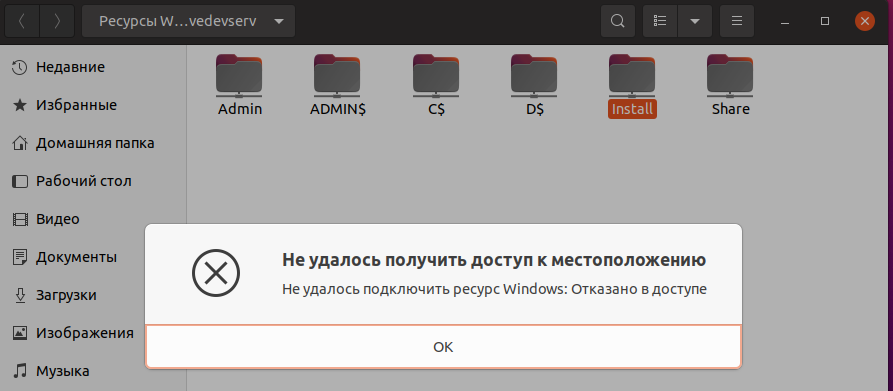 Ресурсы W…vedevserv
Недавние
Избранные
Домашняя папка
Рабочий стол
Видео
Документы
Загрузки
Изображения
Музыка
Admin
ADMIN$
C$
D$
Install
Share
Не удалось получить доступ к местоположению
Не удалось подключить ресурс Windows: Отказано в доступе
ОК